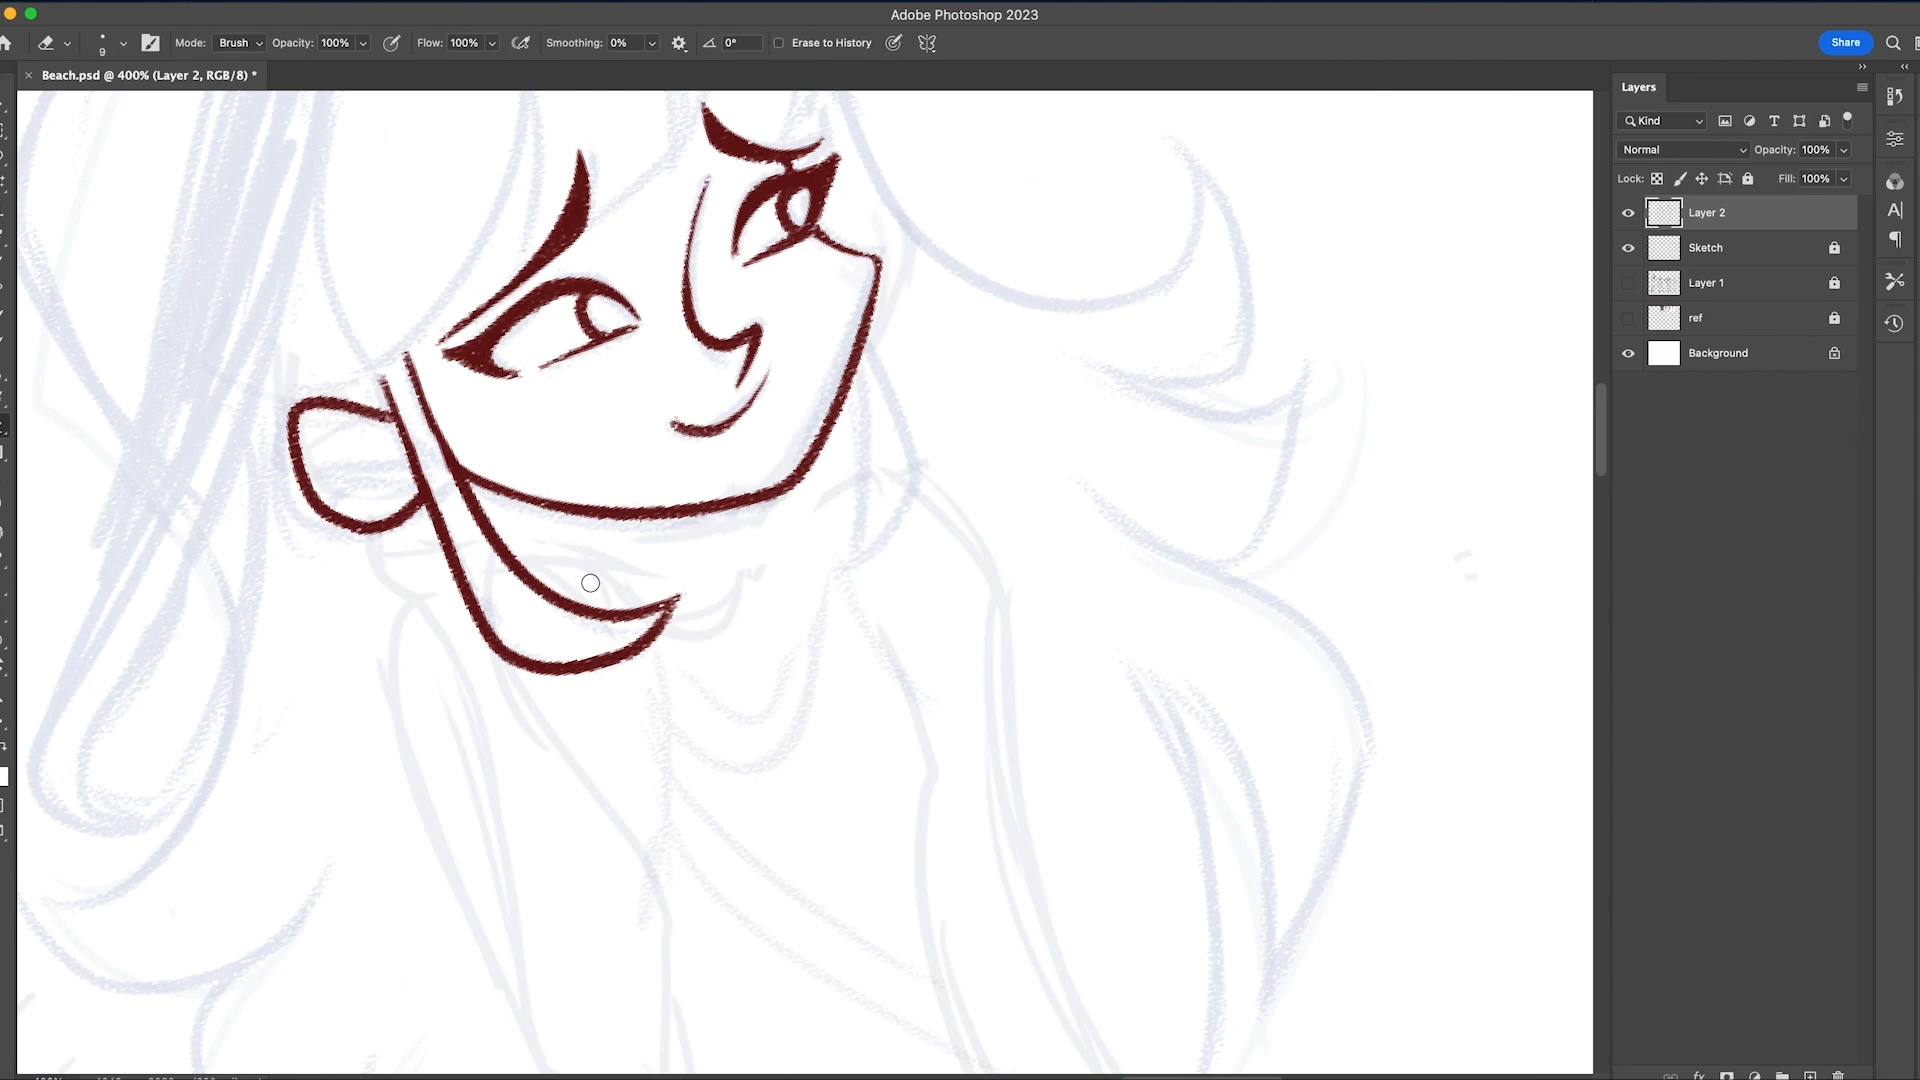 Adobe Photoshop 2023
9 Mode: Brush Opacity: 100% Flow: 100% Smoothing: 0% 0° Erase to History Share
× Beach.psd @ 400% (Layer 2, RGB/8) *
Layers
Kind
Normal Opacity: 100%
Lock: Fill: 100%
Layer 2
Sketch
Layer 1
ref
Background